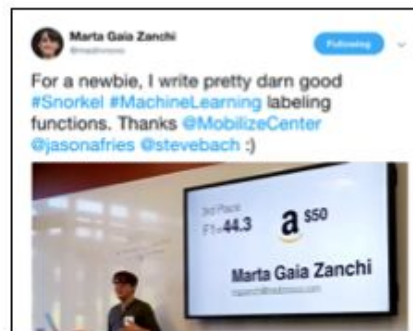 Marta Gaia Zanchi
Following
For a newbie, I write pretty darn good
#Snorkel #MachineLearning labeling
functions. Thanks @MobilizeCenter
@jasonafries @stevebach :)
3rd Place
F1=44.3
a $50
Marta Gaia Zanchi